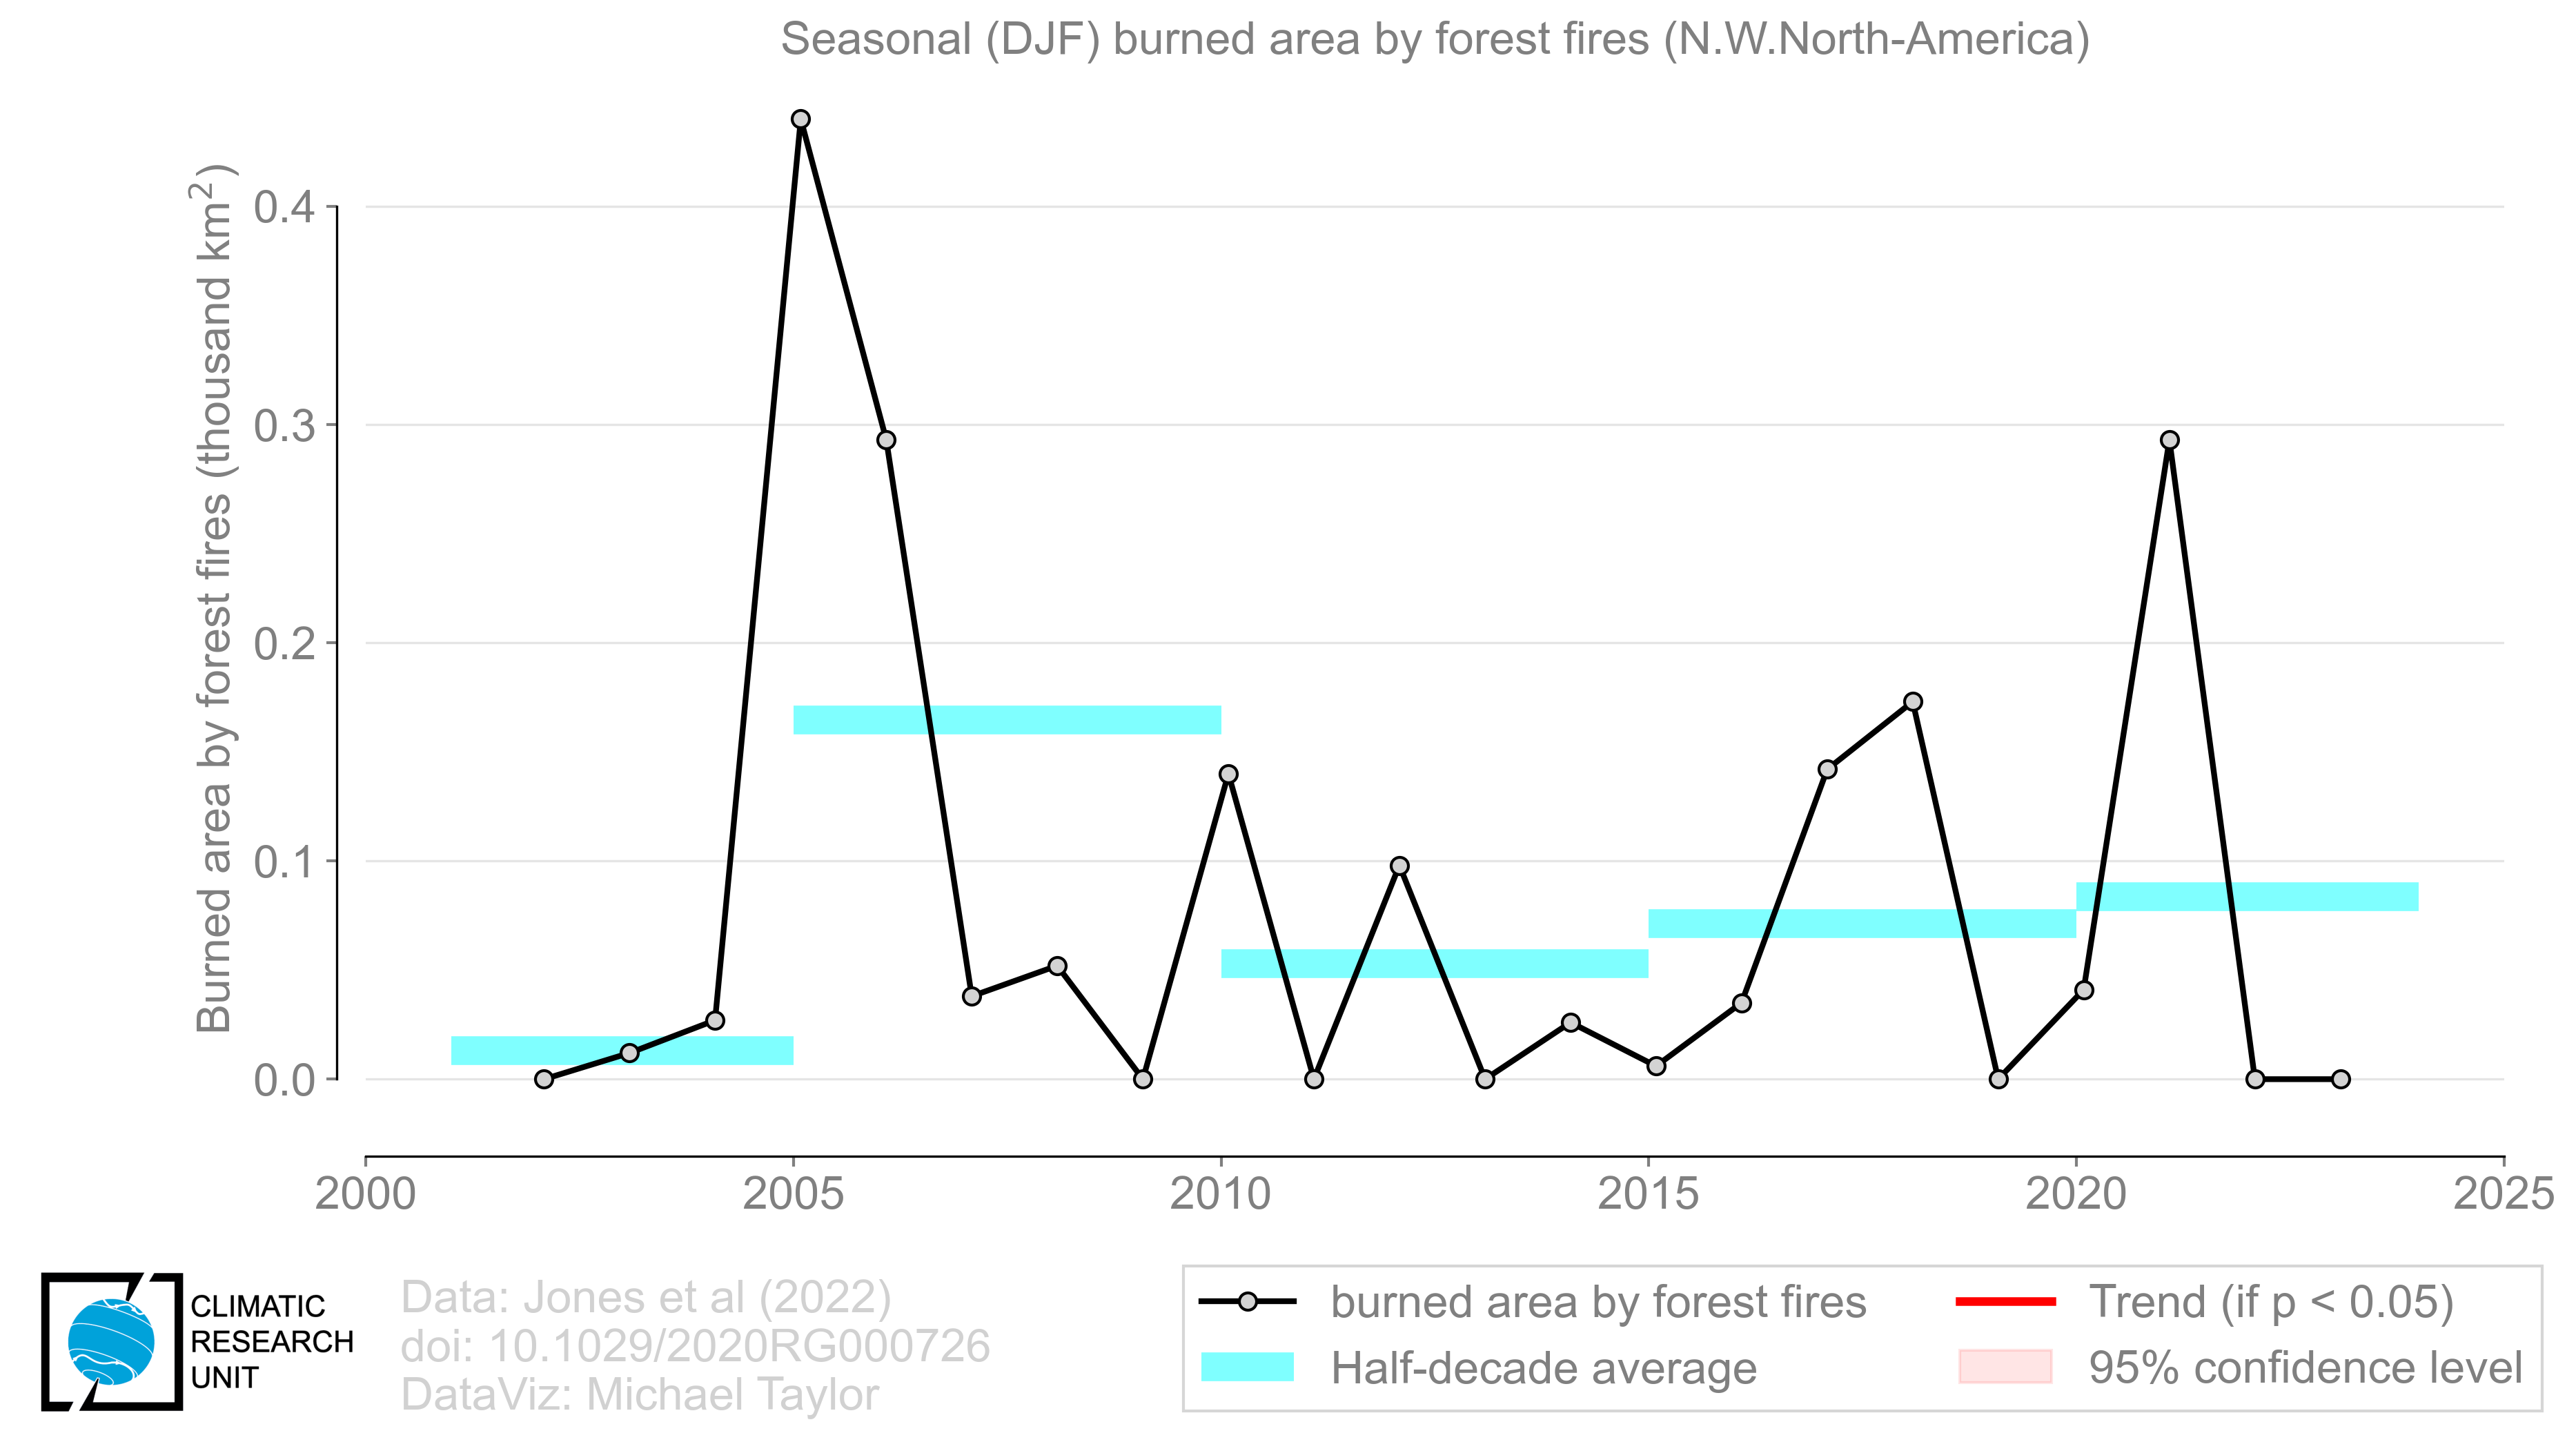 Seasonal (DJF) burned area by forest fires (N.W.North-America)
Burned area by forest fires (thousand km²)
0.4
0.3
0.2
0.1
0.0
2000
2005
2010
2015
2020
2025
CLIMATIC
RESEARCH
UNIT
Data: Jones et al (2022)
doi: 10.1029/2020RG000726
DataViz: Michael Taylor
burned area by forest fires
Half-decade average
Trend (if p < 0.05)
95% confidence level